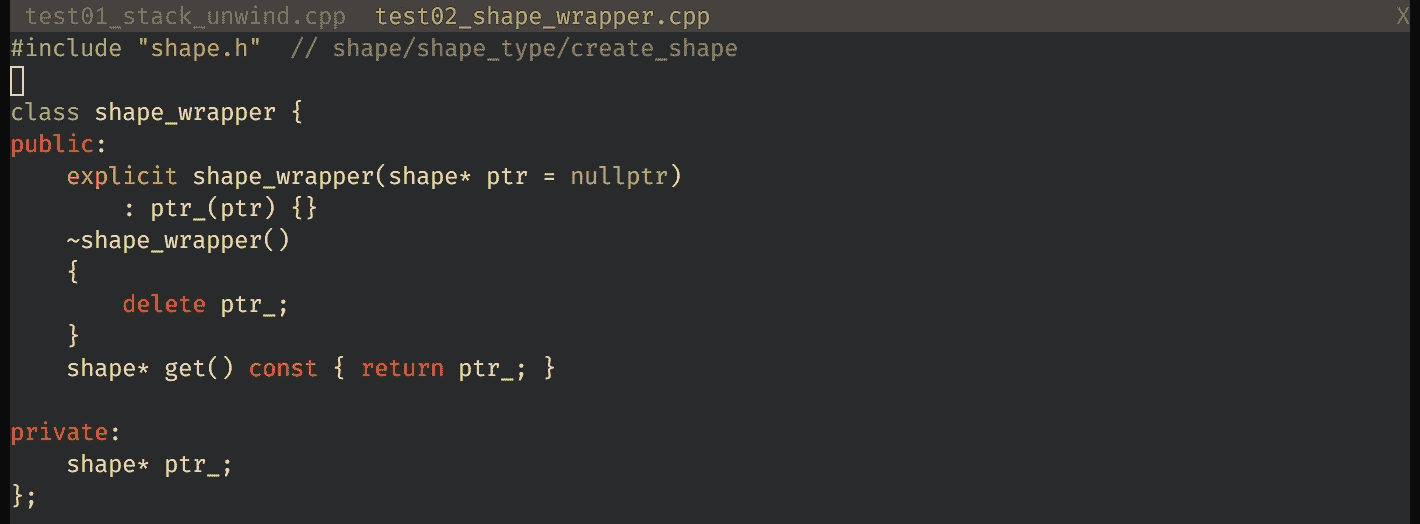 test01_stack_unwind.cpp  test02_shape_wrapper.cpp X
#include "shape.h"  // shape/shape_type/create_shape
class shape_wrapper {
public:
    explicit shape_wrapper(shape* ptr = nullptr)
        : ptr_(ptr) {}
    ~shape_wrapper()
    {
        delete ptr_;
    }
    shape* get() const { return ptr_; }
private:
    shape* ptr_;
};